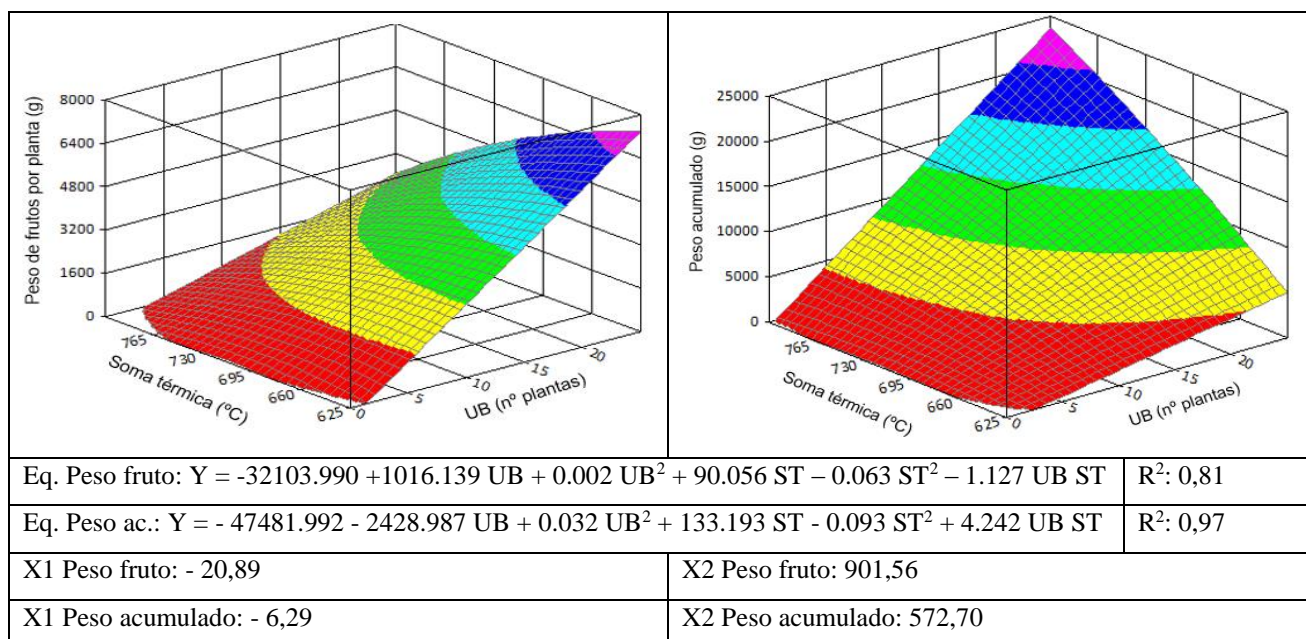 Peso de frutos por planta (g)
8000
6400
4800
3200
1600
0
765
730
695
660
625
Soma térmica (ºC)
0
5
10
15
20
UB (nº plantas)
Peso acumulado (g)
25000
20000
15000
10000
5000
0
765
730
695
660
625
Soma térmica (ºC)
0
5
10
15
20
UB (nº plantas)
Eq. Peso fruto: Y = -32103.990 +1016.139 UB + 0.002 UB² + 90.056 ST – 0.063 ST² – 1.127 UB ST
R²: 0,81
Eq. Peso ac.: Y = - 47481.992 - 2428.987 UB + 0.032 UB² + 133.193 ST - 0.093 ST² + 4.242 UB ST
R²: 0,97
X1 Peso fruto: - 20,89
X2 Peso fruto: 901,56
X1 Peso acumulado: - 6,29
X2 Peso acumulado: 572,70